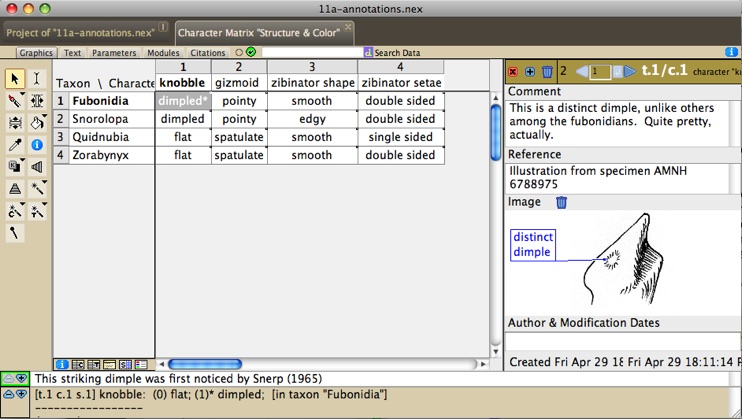 11a-annotations.nex
Project of "11a-annotations.nex"
Character Matrix "Structure & Color"
Graphics Text Parameters Modules Citations Search Data
1 2 3 4
Taxon \ Characte knobble gizmoid zibinator shape zibinator setae
1 Fubonidia dimpled* pointy smooth double sided
2 Snorolopa dimpled pointy edgy double sided
3 Quidnubia flat spatulate smooth single sided
4 Zorabynyx flat spatulate smooth double sided
2 1 t.1/c.1 character "k
Comment
This is a distinct dimple, unlike others
among the fubonidians. Quite pretty,
actually.
Reference
Illustration from specimen AMNH
6788975
Image
distinct
dimple
Author & Modification Dates
Created Fri Apr 29 18 Fri Apr 29 18:11:14 P
This striking dimple was first noticed by Snerp (1965)
[t.1 c.1 s.1] knobble: (0) flat; (1)* dimpled; [in taxon "Fubonidia"]
-----------------